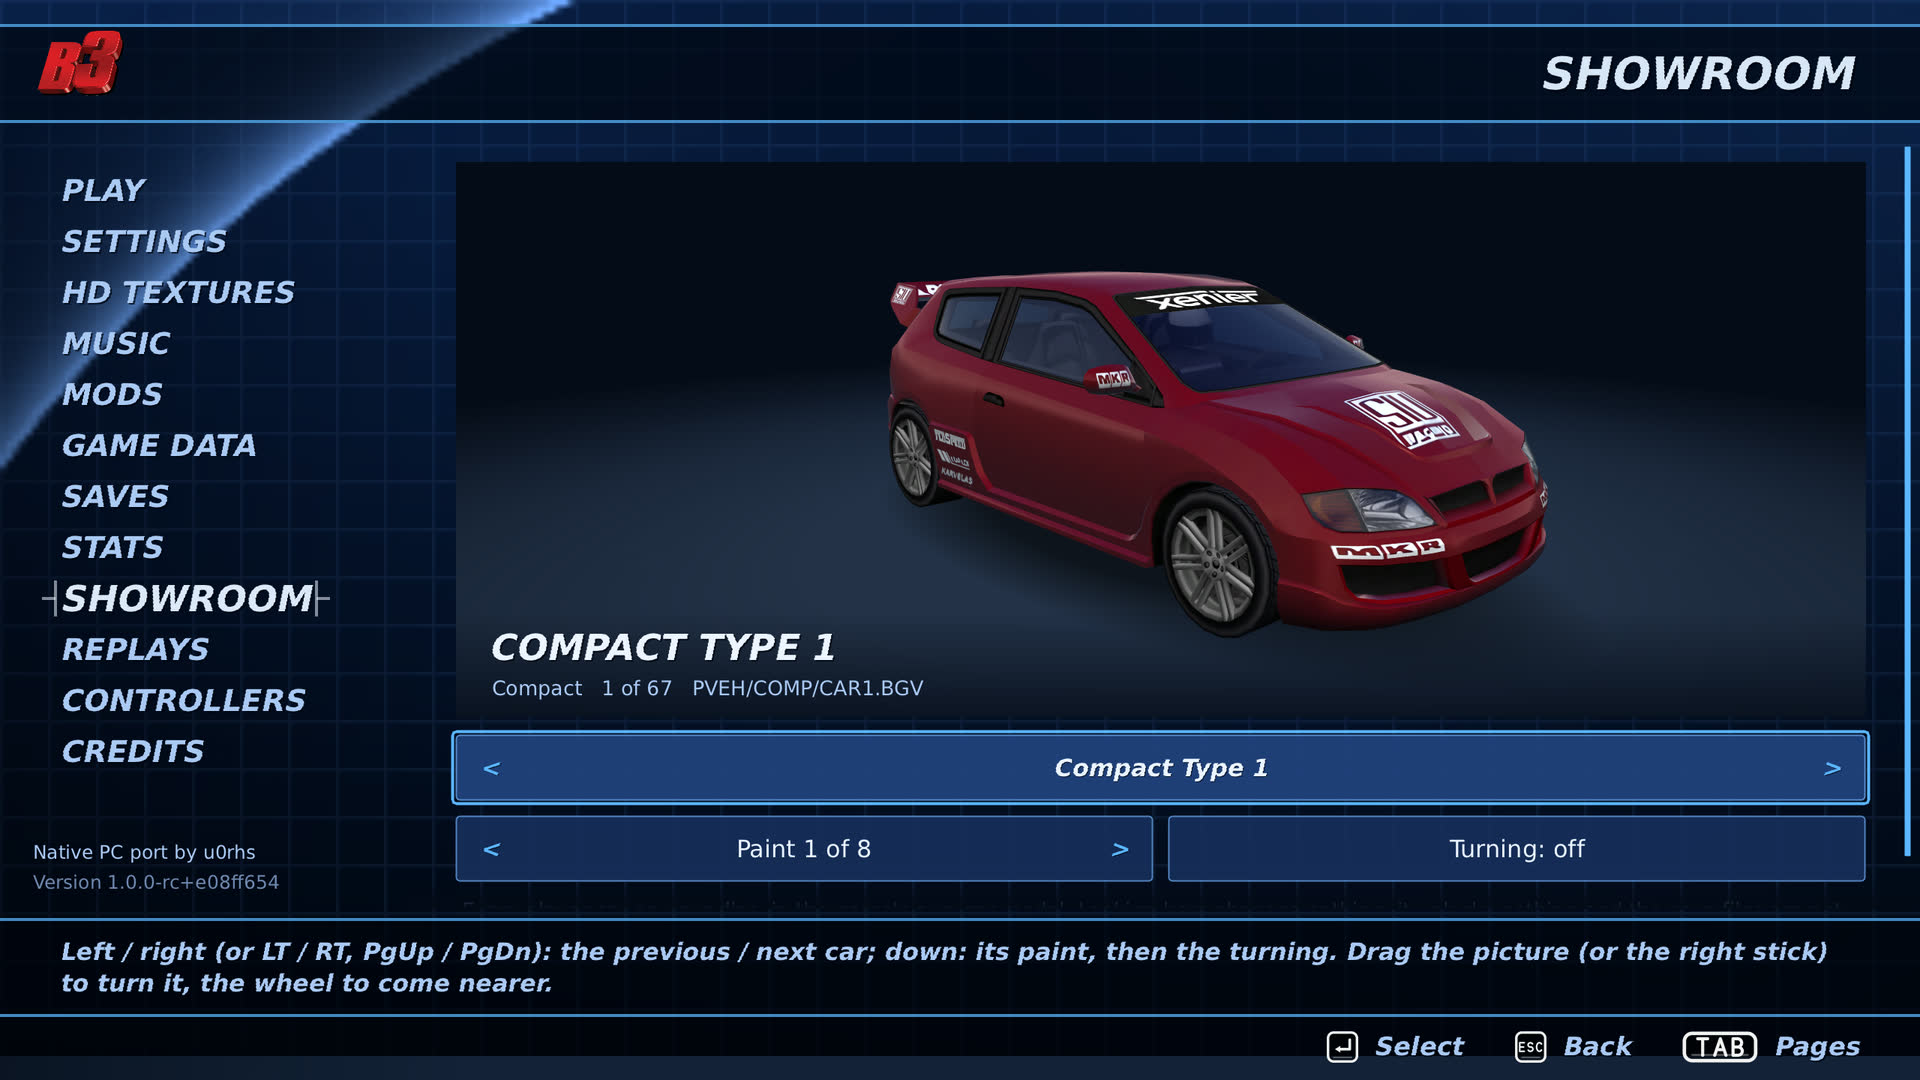 B3
SHOWROOM
PLAY
SETTINGS
HD TEXTURES
MUSIC
MODS
GAME DATA
SAVES
STATS
SHOWROOM
REPLAYS
CONTROLLERS
CREDITS
Native PC port by u0rhs
Version 1.0.0-rc+e08ff654
xenier
MKR
MKR
COMPACT TYPE 1
Compact 1 of 67 PVEH/COMP/CAR1.BGV
< Compact Type 1 >
< Paint 1 of 8 >
Turning: off
Left / right (or LT / RT, PgUp / PgDn): the previous / next car; down: its paint, then the turning. Drag the picture (or the right stick)
to turn it, the wheel to come nearer.
Select ESC Back TAB Pages